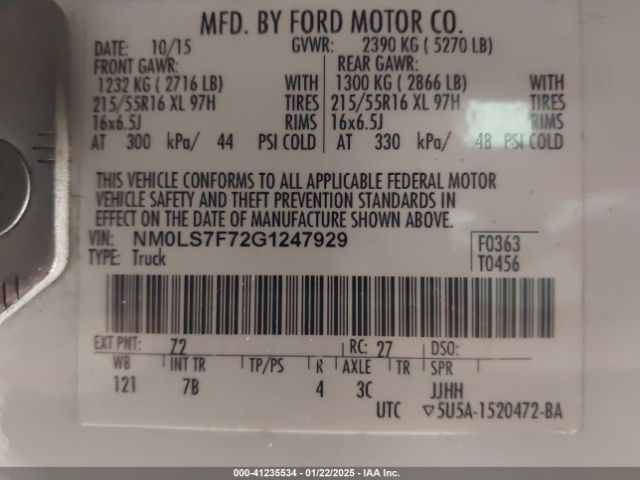 MFD. BY FORD MOTOR CO.
DATE: 10/15 GVWR: 2390 KG ( 5270 LB)
FRONT GAWR: REAR GAWR:
1232 KG ( 2716 LB) WITH 1300 KG ( 2866 LB) WITH
215/55R16 XL 97H TIRES 215/55R16 XL 97H TIRES
16x6.5J RIMS 16x6.5J RIMS
AT 300 kPa/ 44 PSI COLD AT 330 kPa/ 48 PSI COLD
THIS VEHICLE CONFORMS TO ALL APPLICABLE FEDERAL MOTOR
VEHICLE SAFETY AND THEFT PREVENTION STANDARDS IN
EFFECT ON THE DATE OF MANUFACTURE SHOWN ABOVE.
VIN: NM0LS7F72G1247929 F0363
TYPE: Truck T0456
EXT PNT: Z2 RC: 27 DSO:
WB INT TR TP/PS R AXLE TR SPR
121 7B 4 3C JJHH
UTC ▽5U5A-1520472-BA
000-41235534 - 01/22/2025 - IAAI.CA